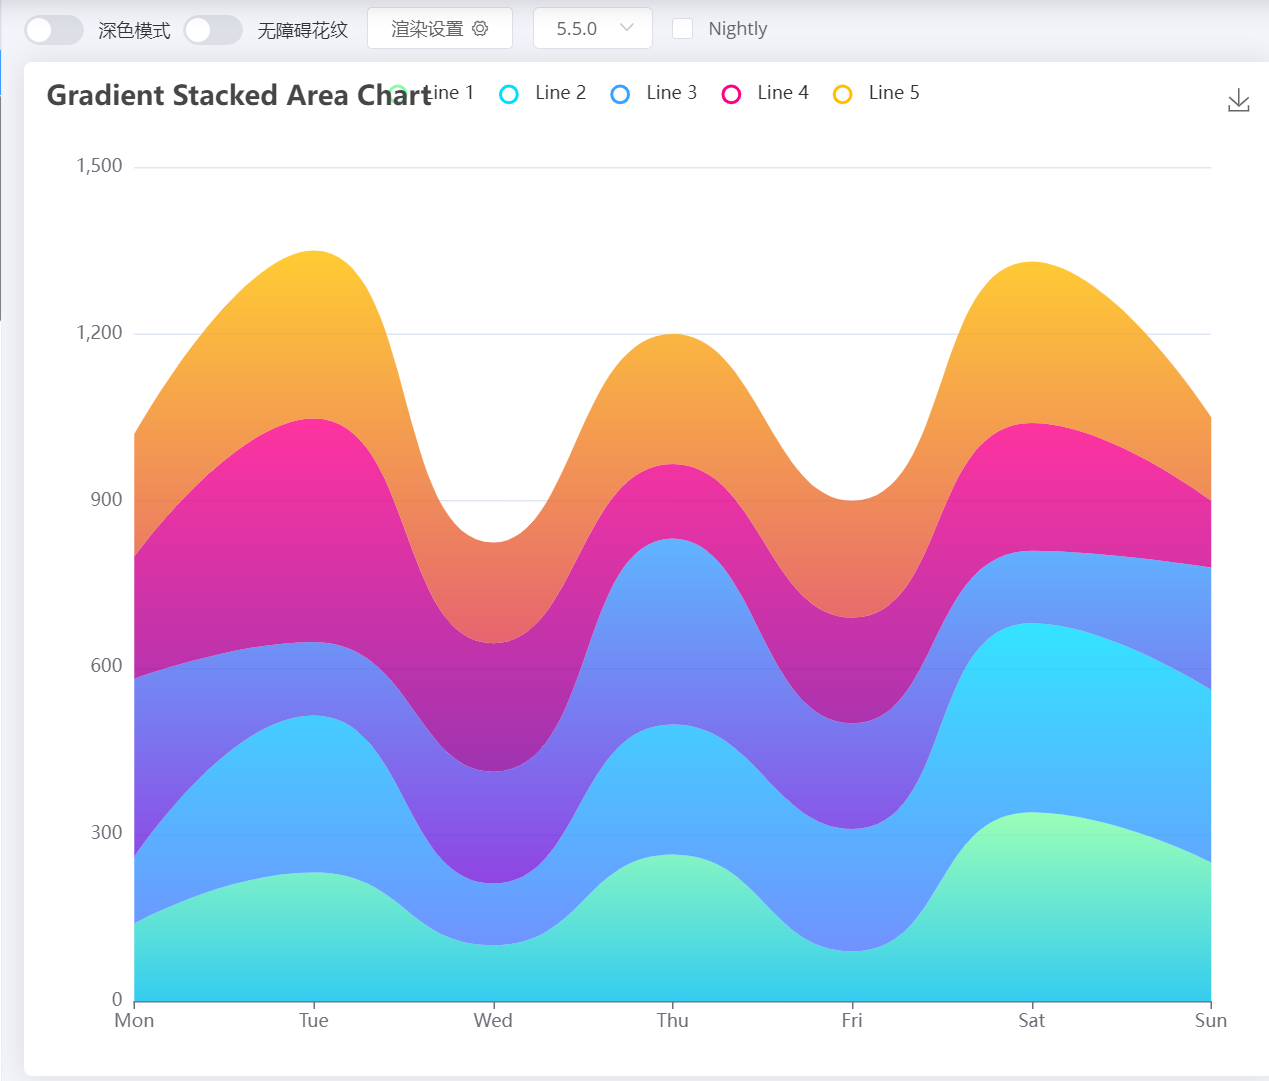 深色模式 无障碍花纹 渲染设置 5.5.0 Nightly
Gradient Stacked Area Chart Line 1 Line 2 Line 3 Line 4 Line 5
1,500
1,200
900
600
300
0
Mon Tue Wed Thu Fri Sat Sun